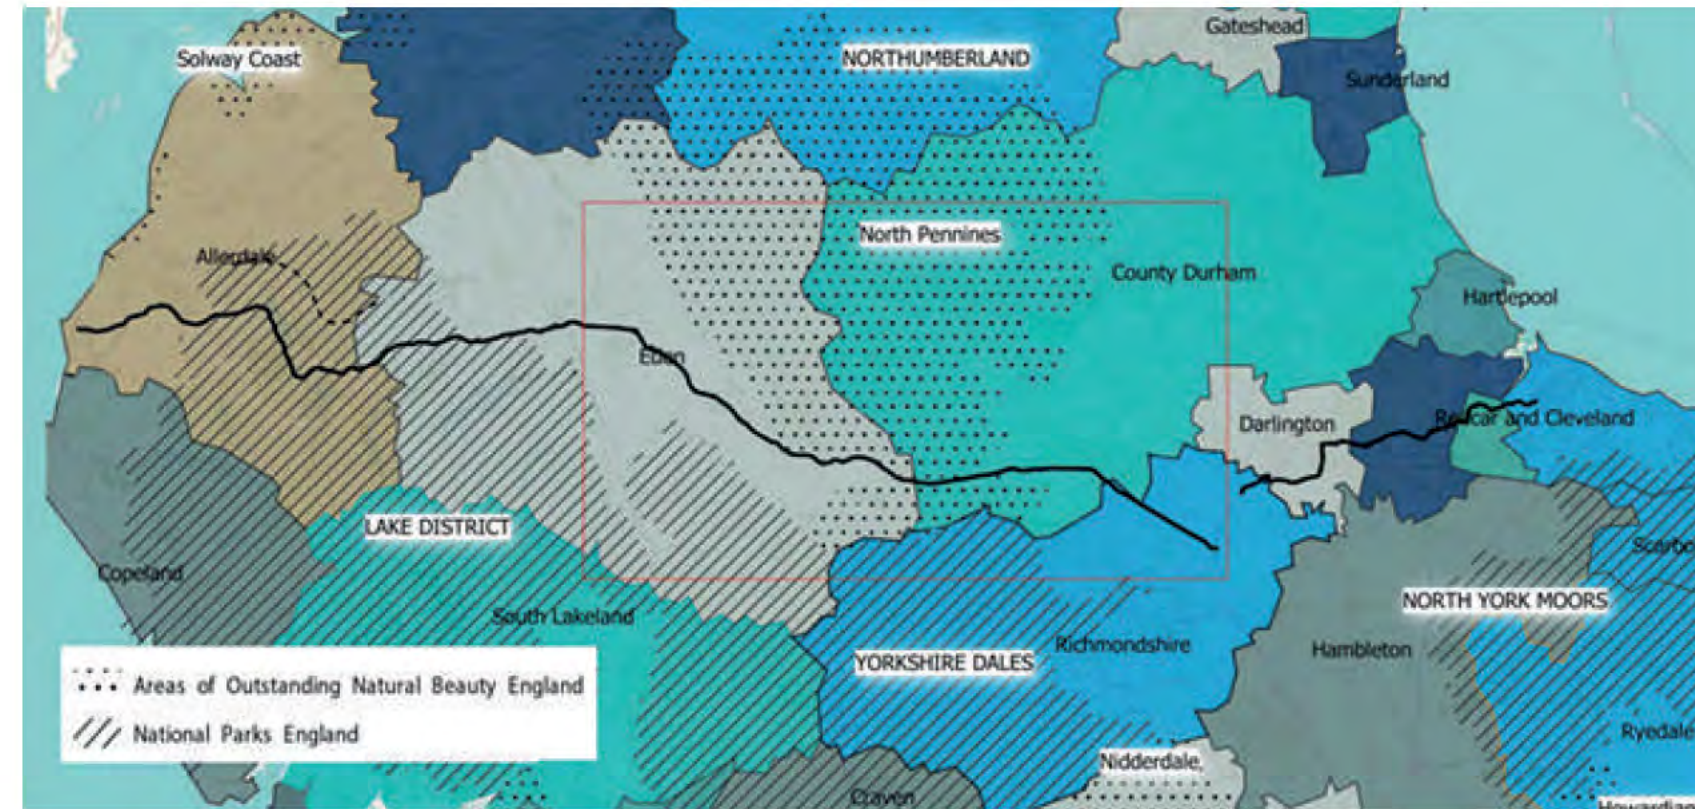 Gateshead
Solway Coast
NORTHUMBERLAND
Sunderland
North Pennines
Allerdale
County Durham
Hartlepool
Eden
Redcar and Cleveland
Darlington
LAKE DISTRICT
Scarbo
Copeland
NORTH YORK MOORS
South Lakeland
Richmondshire
Hambleton
YORKSHIRE DALES
Areas of Outstanding Natural Beauty England
National Parks England
Ryedale
Nidderdale
Craven